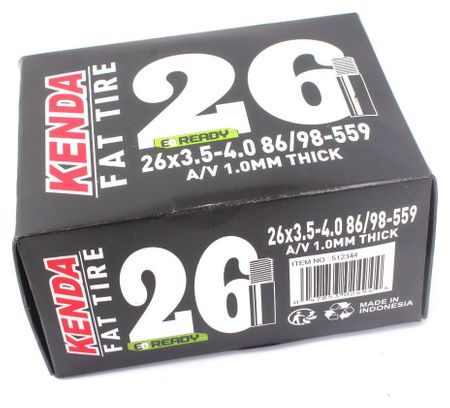 KENDA
FAT TIRE
26
READY
26x3.5-4.0 86/98-559
A/V 1.0MM THICK
KENDA
FAT TIRE
26
READY
26x3.5-4.0 86/98-559
A/V 1.0MM THICK
ITEM NO.: 512344
MADE IN
INDONESIA